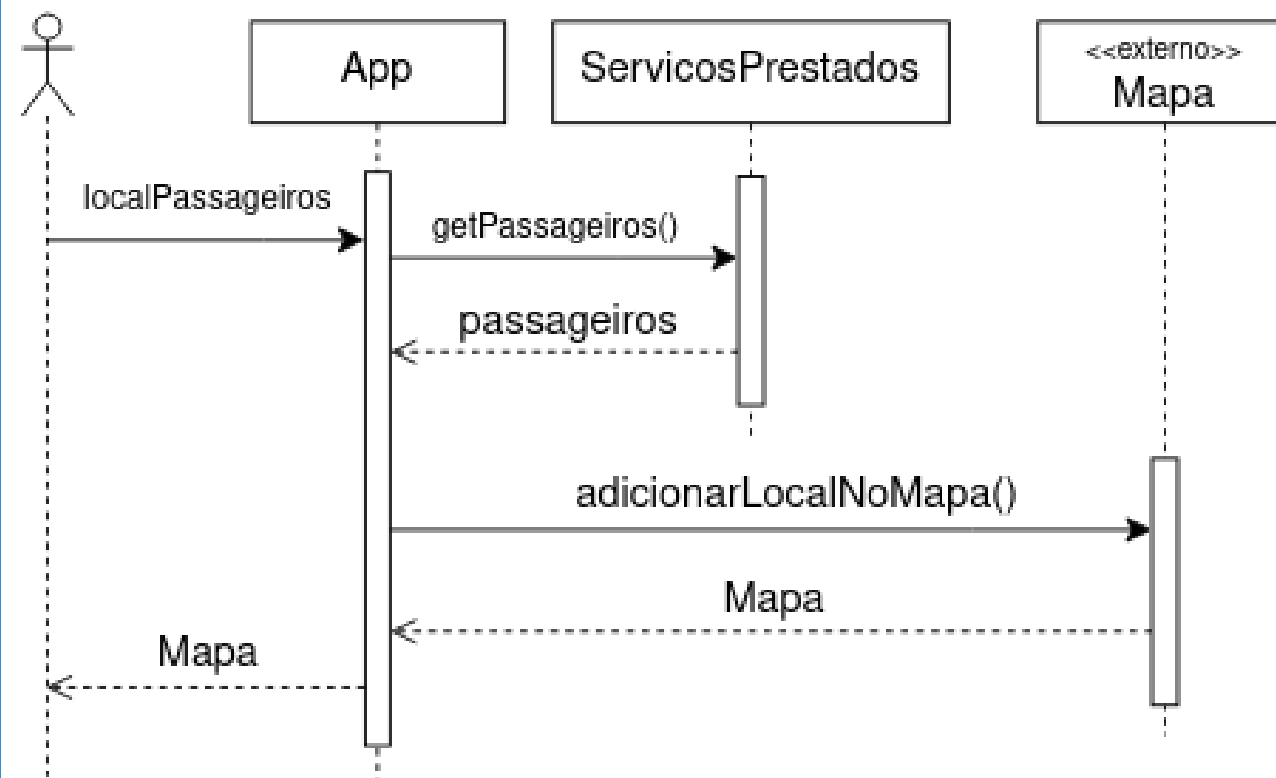 App
ServicosPrestados
<<externo>>
Mapa
localPassageiros
getPassageiros()
passageiros
adicionarLocalNoMapa()
Mapa
Mapa